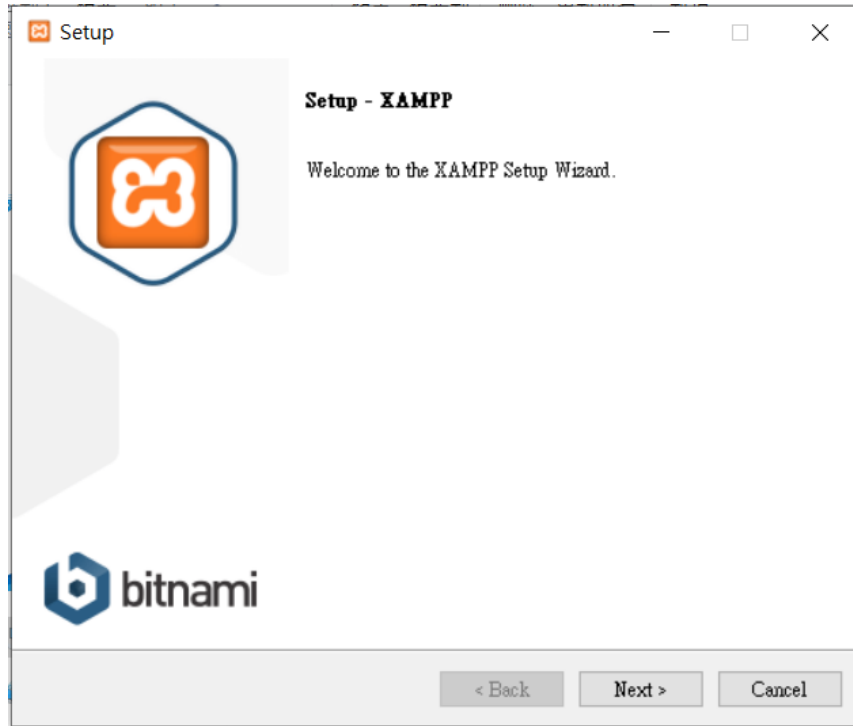 Setup
Setup - XAMPP
Welcome to the XAMPP Setup Wizard.
bitnami
< Back
Next >
Cancel